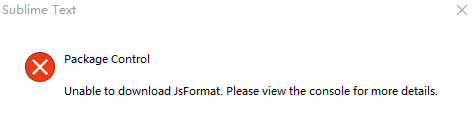 Sublime Text
Package Control
Unable to download JsFormat. Please view the console for more details.